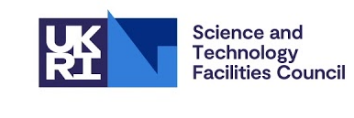 UK
RI
Science and
Technology
Facilities Council